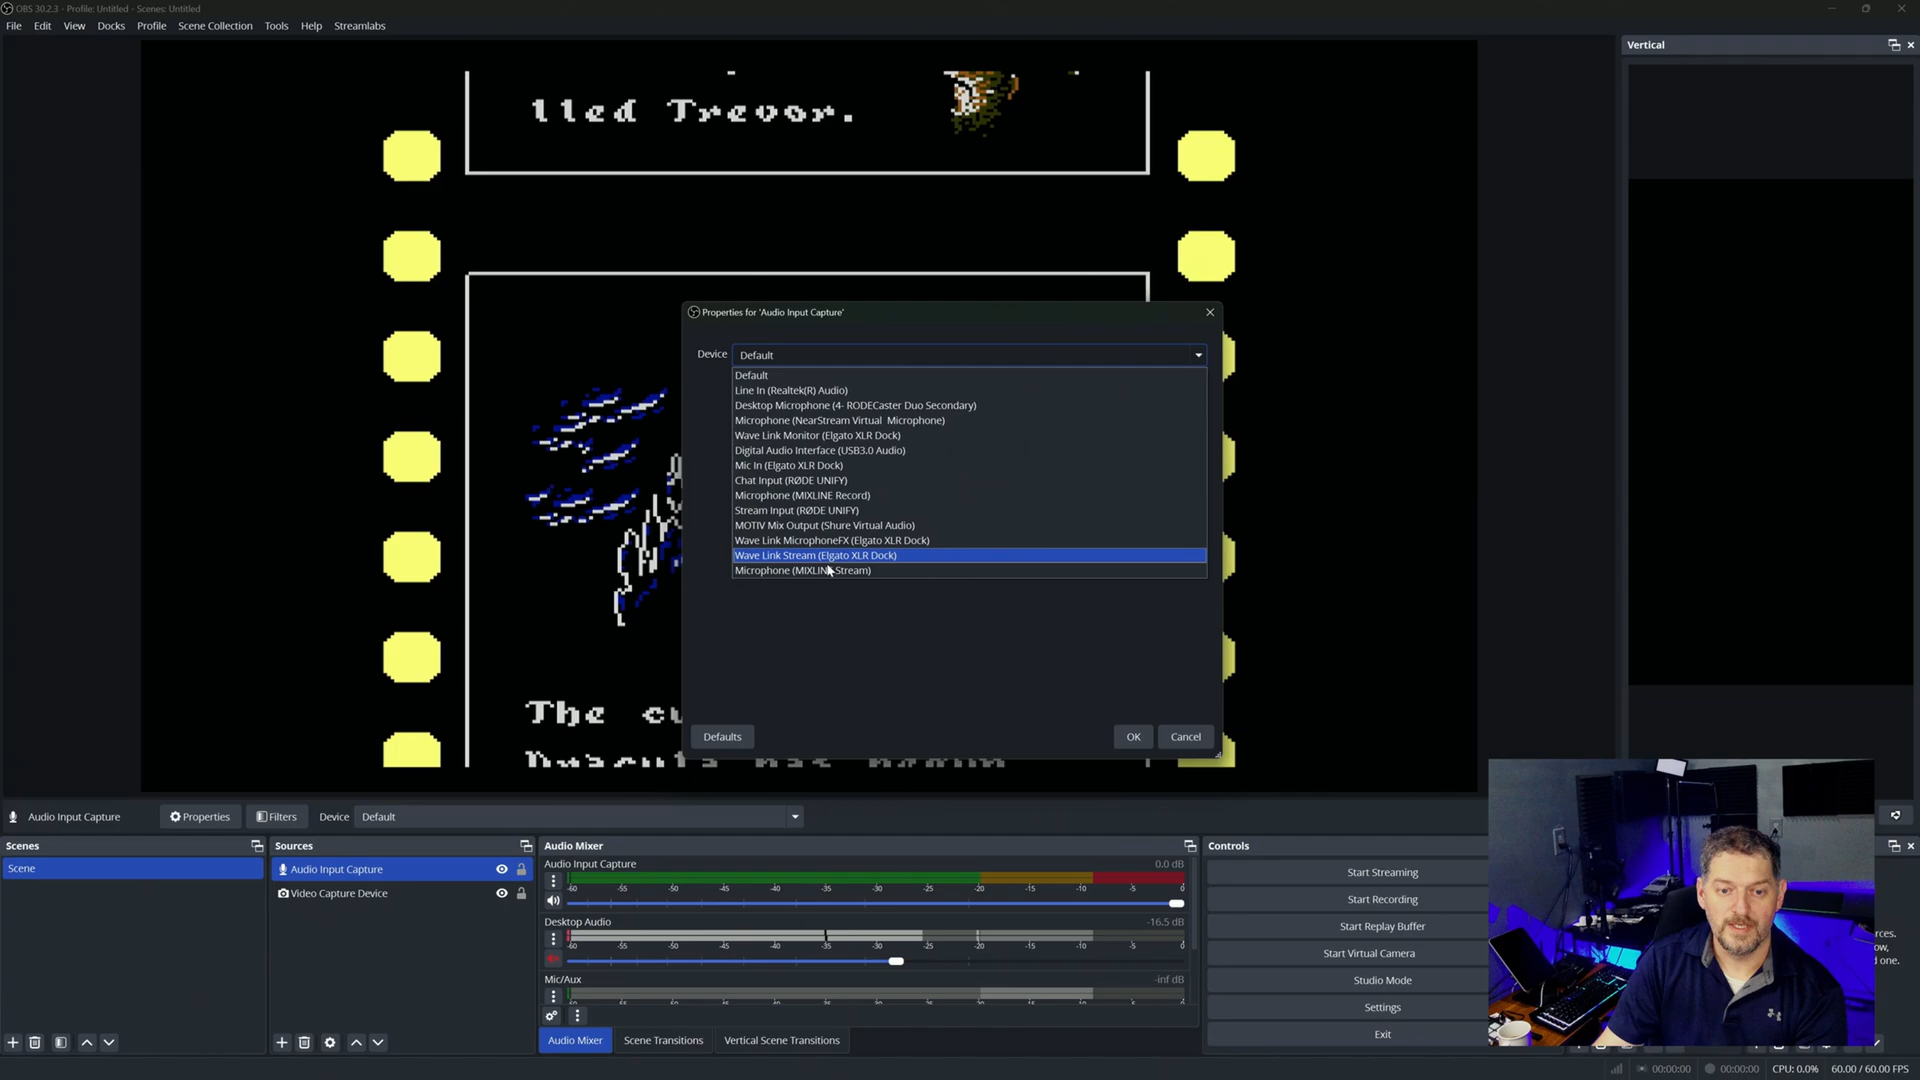 OBS 30.2.3 - Profile: Untitled - Scenes: Untitled
File Edit View Docks Profile Scene Collection Tools Help Streamlabs
Vertical
lled Trevor.
Properties for 'Audio Input Capture'
Device Default
Default
Line In (Realtek(R) Audio)
Desktop Microphone (4- RODECaster Duo Secondary)
Microphone (NearStream Virtual Microphone)
Wave Link Monitor (Elgato XLR Dock)
Digital Audio Interface (USB3.0 Audio)
Mic In (Elgato XLR Dock)
Chat Input (RØDE UNIFY)
Microphone (MIXLINE Record)
Stream Input (RØDE UNIFY)
MOTIV Mix Output (Shure Virtual Audio)
Wave Link MicrophoneFX (Elgato XLR Dock)
Wave Link Stream (Elgato XLR Dock)
Microphone (MIXLINE Stream)
The
Defaults OK Cancel
Audio Input Capture Properties Filters Device Default
Scenes
Scene
Sources
Audio Input Capture
Video Capture Device
Audio Mixer
Audio Input Capture 0.0 dB
-60 -55 -50 -45 -40 -35 -30 -25 -20 -15 -10 -5 0
Desktop Audio -16.5 dB
-60 -55 -50 -45 -40 -35 -30 -25 -20 -15 -10 -5 0
Mic/Aux -inf dB
Audio Mixer Scene Transitions Vertical Scene Transitions
Controls
Start Streaming
Start Recording
Start Replay Buffer
Start Virtual Camera
Studio Mode
Settings
Exit
00:00:00 00:00:00 CPU: 0.0% 60.00 / 60.00 FPS